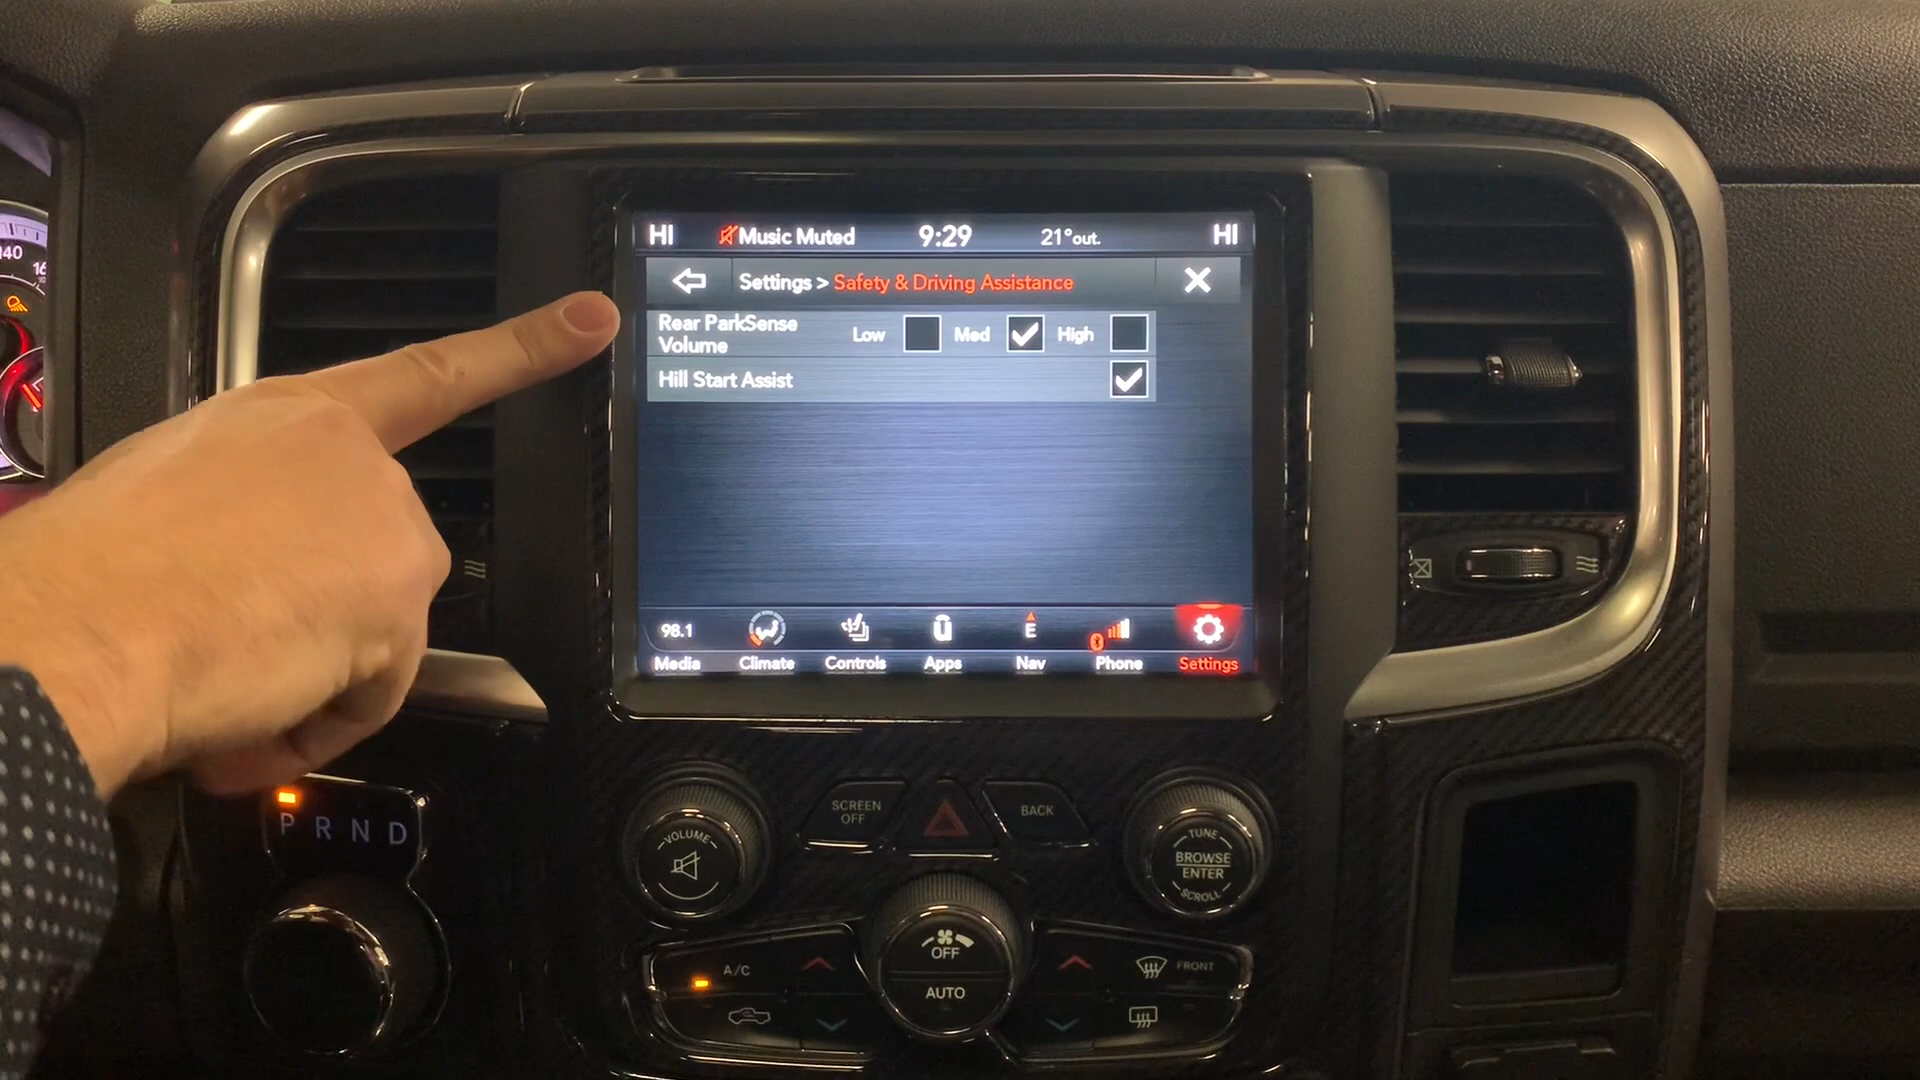 HI Music Muted 9:29 21°out. HI
Settings > Safety & Driving Assistance
Rear ParkSense
Volume
Low Med High
Hill Start Assist
98.1
E
Media Climate Controls Apps Nav Phone Settings
140
P R N D
VOLUME
SCREEN
OFF
BACK
TUNE
BROWSE
ENTER
SCROLL
A/C
OFF
AUTO
FRONT